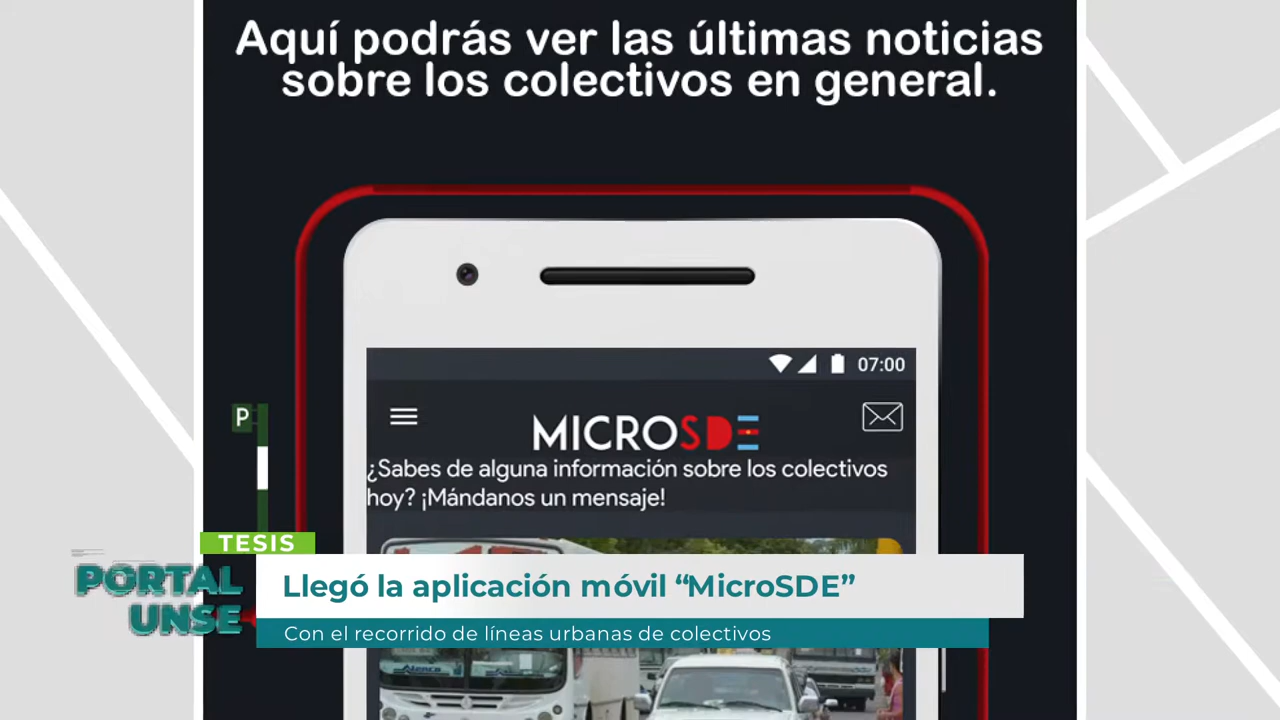 Aquí podrás ver las últimas noticias
sobre los colectivos en general.
07:00
MICROSDE
¿Sabes de alguna información sobre los colectivos
hoy? ¡Mándanos un mensaje!
P
TESIS
PORTAL
UNSE
Llegó la aplicación móvil “MicroSDE”
Con el recorrido de líneas urbanas de colectivos